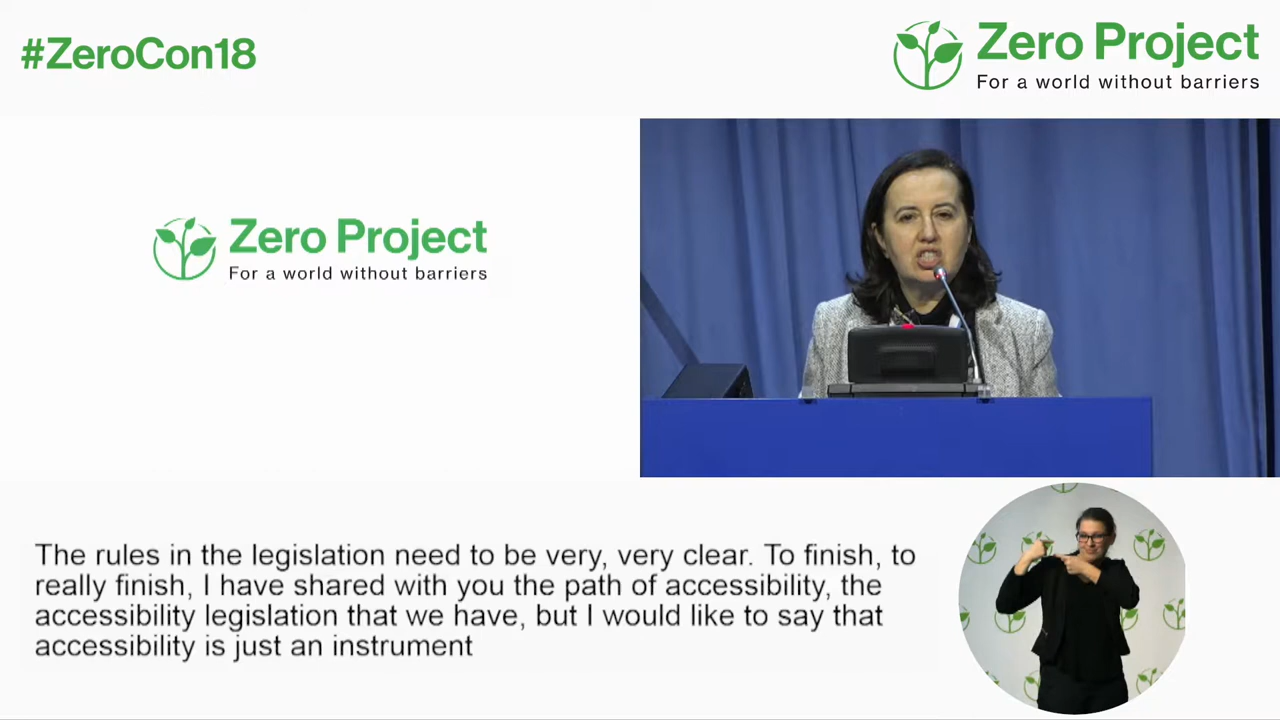 #ZeroCon18
Zero Project
For a world without barriers
Zero Project
For a world without barriers
The rules in the legislation need to be very, very clear. To finish, to
really finish, I have shared with you the path of accessibility, the
accessibility legislation that we have, but I would like to say that
accessibility is just an instrument